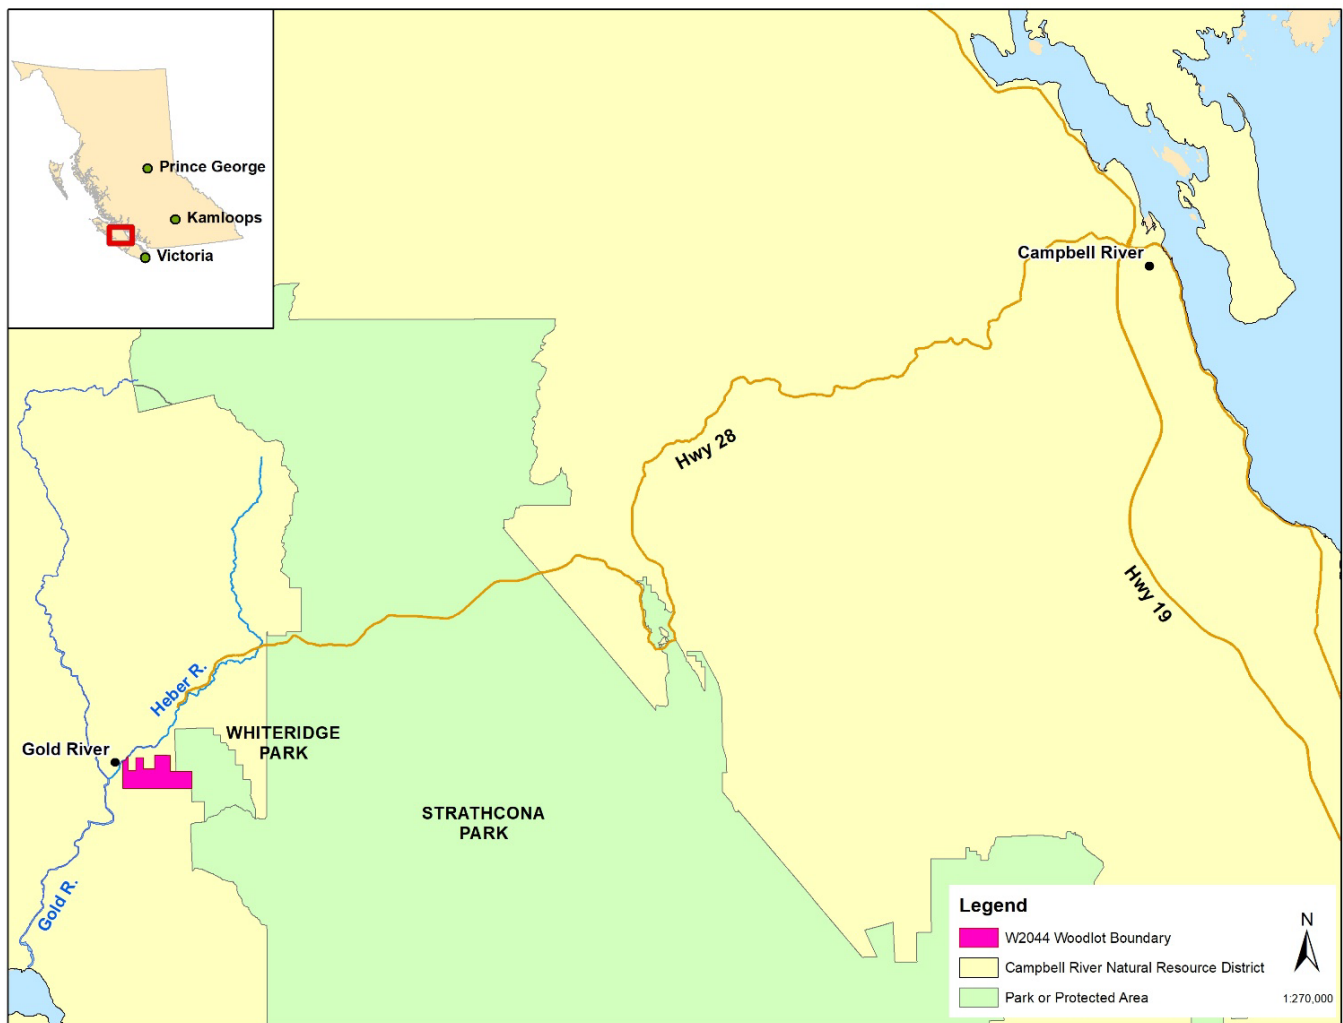 Prince George
Kamloops
Victoria
Campbell River
Hwy 28
Hwy 19
Heber R.
WHITERIDGE
PARK
Gold River
STRATHCONA
PARK
Gold R.
Legend
W2044 Woodlot Boundary
Campbell River Natural Resource District
Park or Protected Area
N
1:270,000